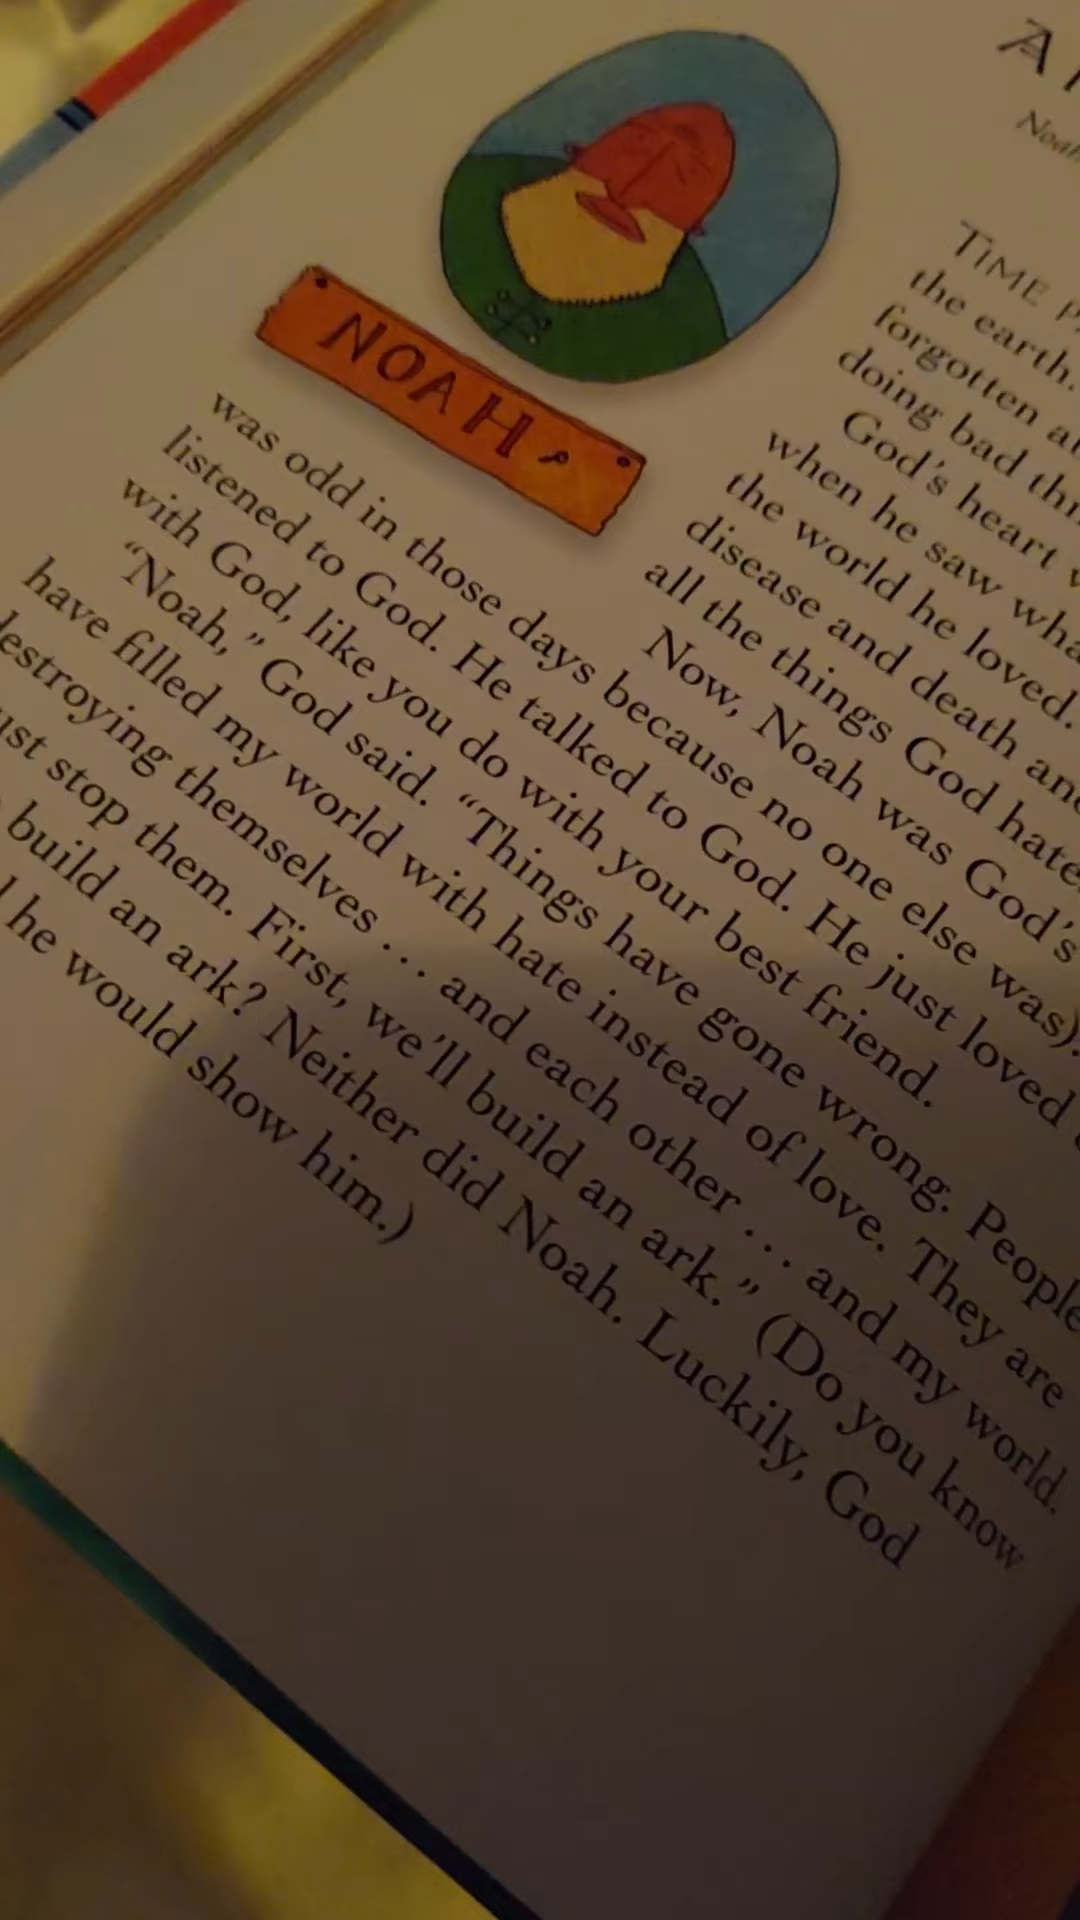 A
Noah
TIME
the earth.
forgotten
doing bad
God's heart
when he saw
the world he loved.
disease and death
all the things God
Now, Noah was God's
NOAH
was odd in those days because no one else was).
listened to God. He talked to God. He just loved
with God, like you do with your best friend.
“Noah,” God said. “Things have gone wrong. People
have filled my world with hate instead of love. They are
destroying themselves . . . and each other . . . and my world.
stop them. First, we'll build an ark.” (Do you know
build an ark? Neither did Noah. Luckily, God
he would show him.)